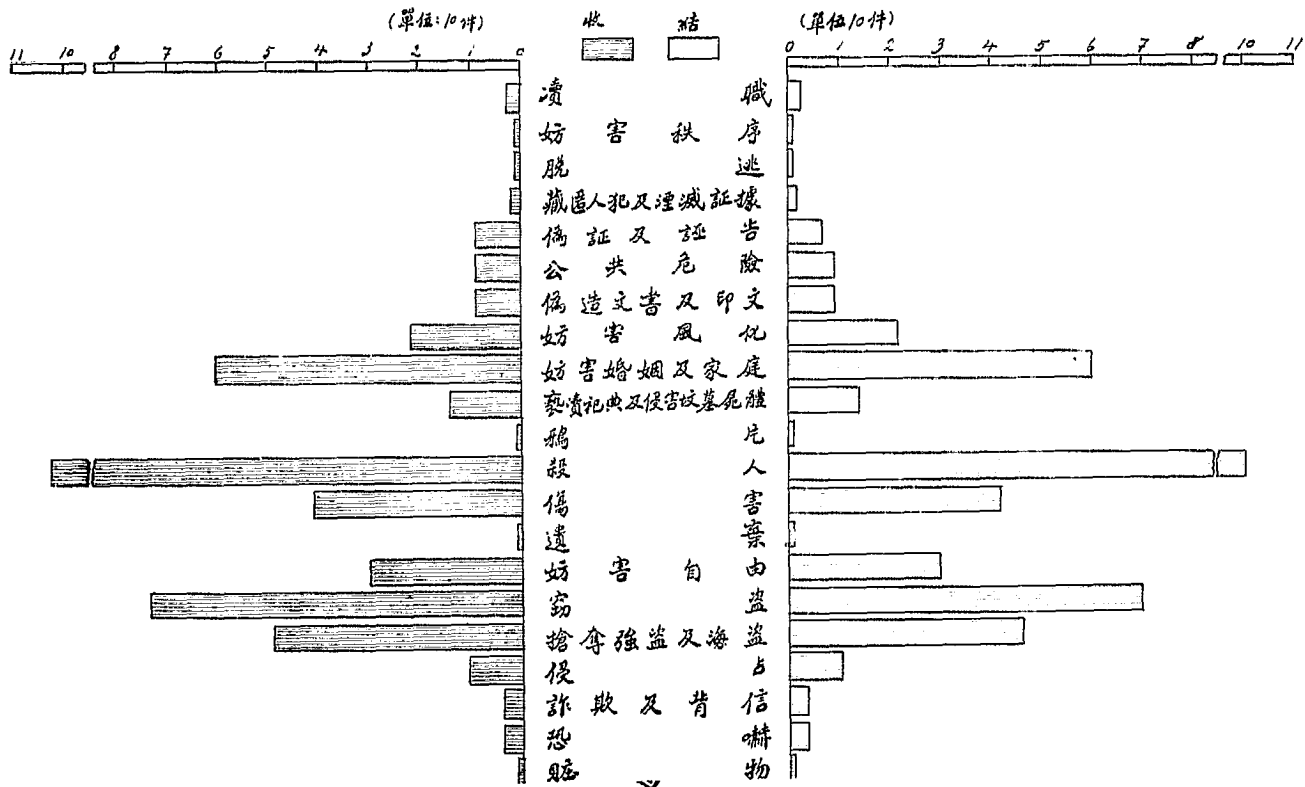 (單位:10件) 收 結 (單位10件)
11 10 8 7 6 5 4 3 2 1 0 0 1 2 3 4 5 6 7 8 10 11
瀆職
妨害秩序
脫逃
藏匿人犯及湮滅証據
偽証及誣告
公共危險
偽造文書及印文
妨害風化
妨害婚姻及家庭
褻瀆祀典及侵害坟墓屍體
鴉片
殺人
傷害
遺棄
妨害自由
竊盜
搶奪強盜及海盜
侵占
詐欺及背信
恐嚇
賍物